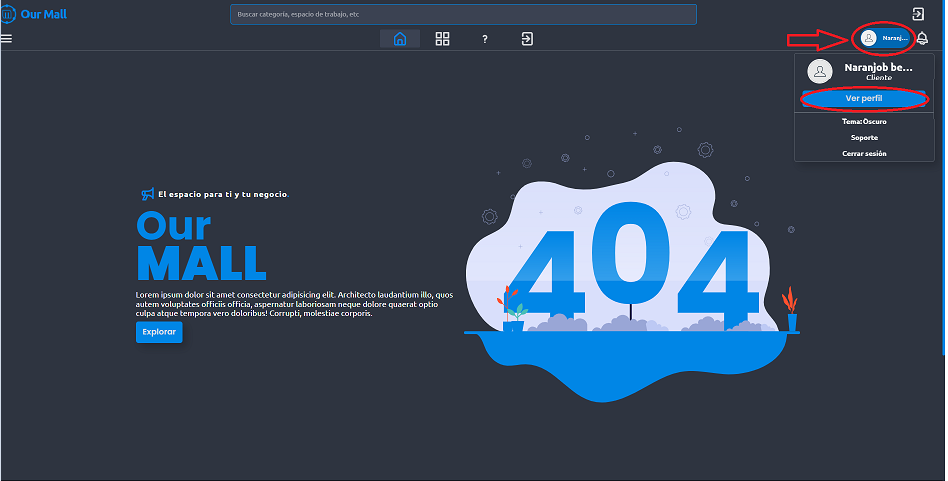 Our Mall
Buscar categoria, espacio de trabajo, etc
?
Naranj...
Naranjob be...
Cliente
Ver perfil
Tema:Oscuro
Soporte
Cerrar sesión
El espacio para ti y tu negocio.
Our
MALL
Lorem ipsum dolor sit amet consectetur adipisicing elit. Architecto laudantium illo, quos
autem voluptates officiis officia, aspernatur laboriosam neque dolore quaerat optio
culpa atque tempora vero doloribus! Corrupti, molestiae corporis.
Explorar
404